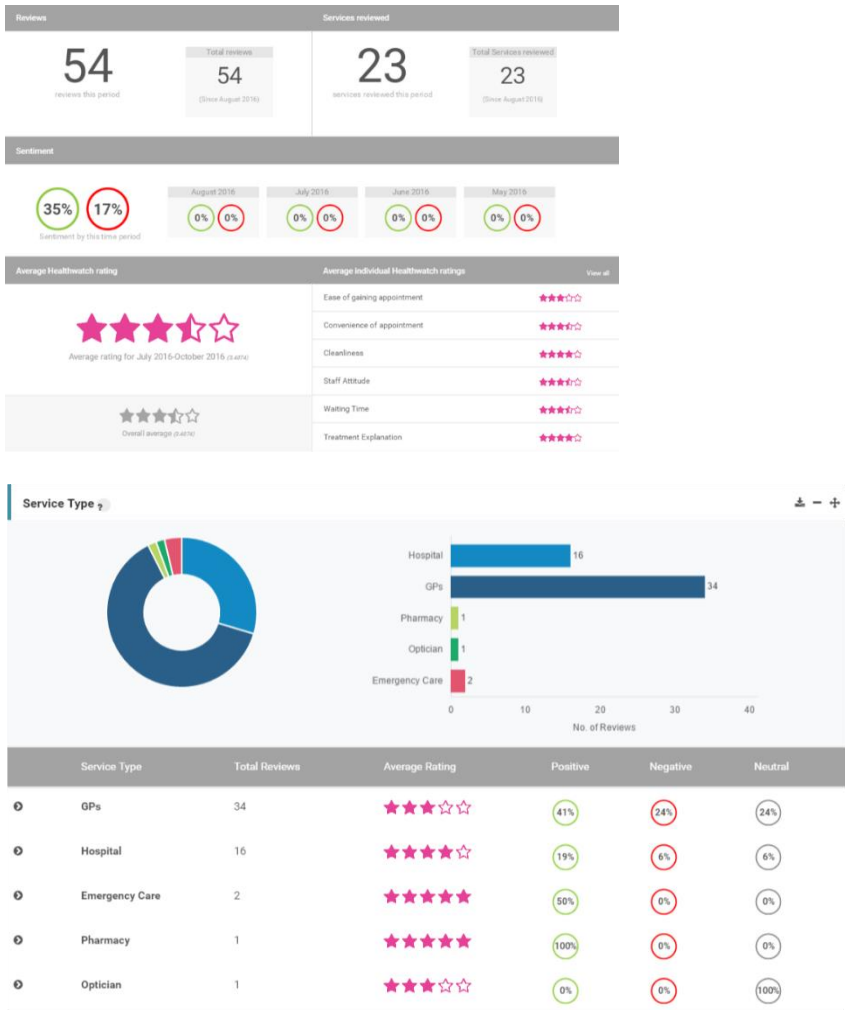 Reviews
Services reviewed
54
reviews this period
Total reviews
54
(Since August 2016)
23
services reviewed this period
Total Services reviewed
23
(Since August 2016)
Sentiment
35% 17%
Sentiment by this time period
August 2016
0% 0%
July 2016
0% 0%
June 2016
0% 0%
May 2016
0% 0%
Average Healthwatch rating
Average rating for July 2016-October 2016
Overall average
Average individual Healthwatch ratings
View all
Ease of gaining appointment
Convenience of appointment
Cleanliness
Staff Attitude
Waiting Time
Treatment Explanation
Service Type ?
Hospital 16
GPs 34
Pharmacy 1
Optician 1
Emergency Care 2
0 10 20 30 40
No. of Reviews
Service Type Total Reviews Average Rating Positive Negative Neutral
GPs 34 41% 24% 24%
Hospital 16 19% 6% 6%
Emergency Care 2 50% 0% 0%
Pharmacy 1 100% 0% 0%
Optician 1 0% 0% 100%